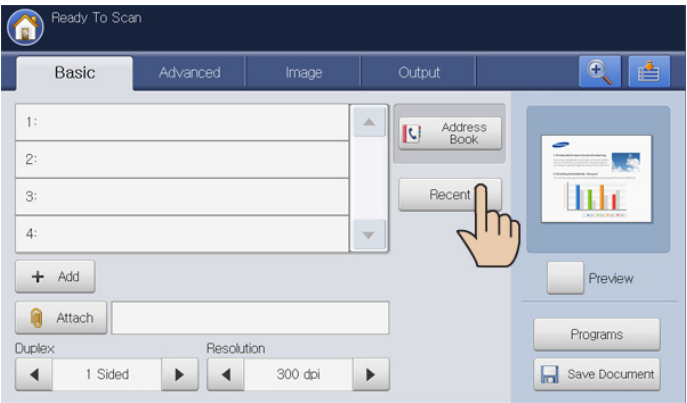 Ready To Scan
Basic
Advanced
Image
Output
1:
2:
3:
4:
Address
Book
Recent
+ Add
Attach
Preview
Duplex
Resolution
1 Sided
300 dpi
Programs
Save Document